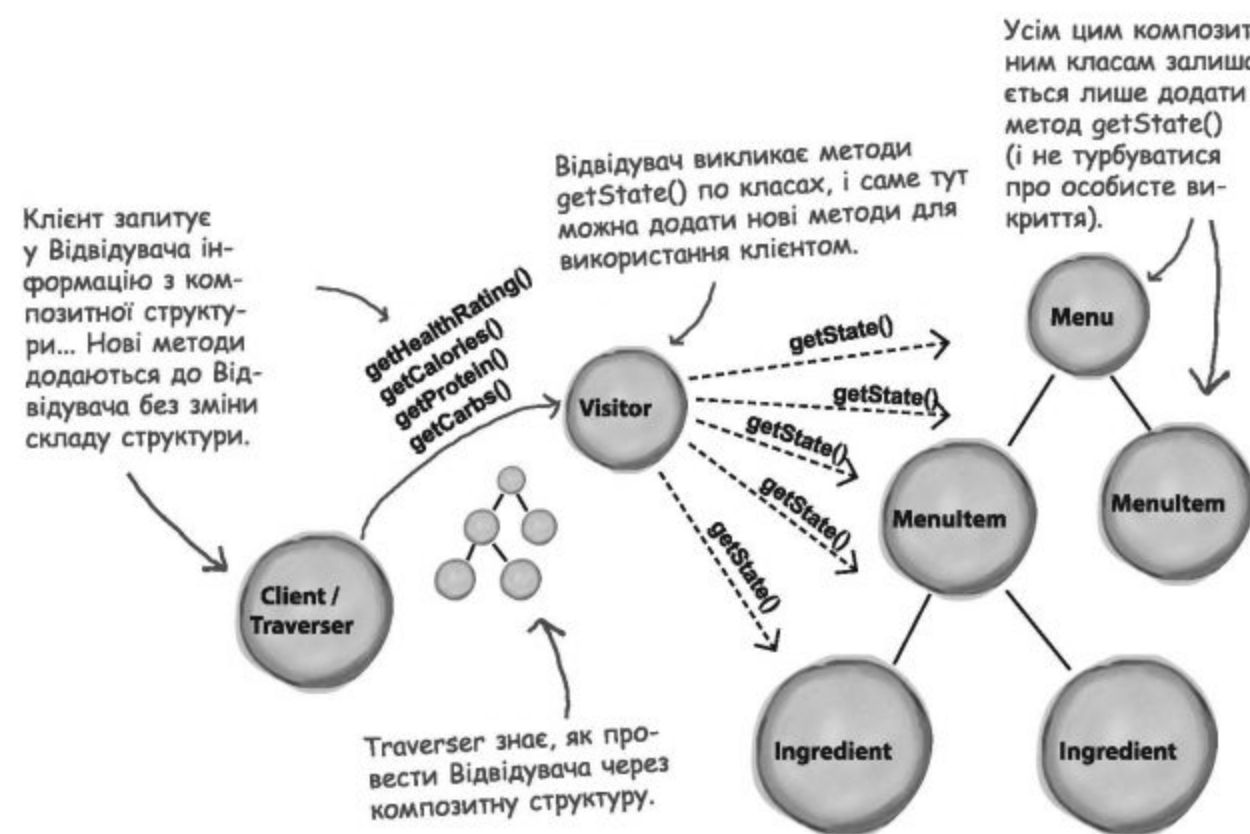 Усім цим композит-
ним класам залиша-
ється лише додати
метод getState()
(і не турбуватися
про особисте ви-
криття).
Відвідувач викликає методи
getState() по класах, і саме тут
можна додати нові методи для
використання клієнтом.
Клієнт запитує
у Відвідувача ін-
формацію з ком-
позитної структу-
ри... Нові методи
додаються до Від-
відувача без зміни
складу структури.
getHealthRating()
getCalories()
getProtein()
getCarbs()
Visitor
getState()
getState()
getState()
getState()
getState()
Menu
MenuItem
MenuItem
Client /
Traverser
Ingredient
Ingredient
Traverser знає, як про-
вести Відвідувача через
композитну структуру.